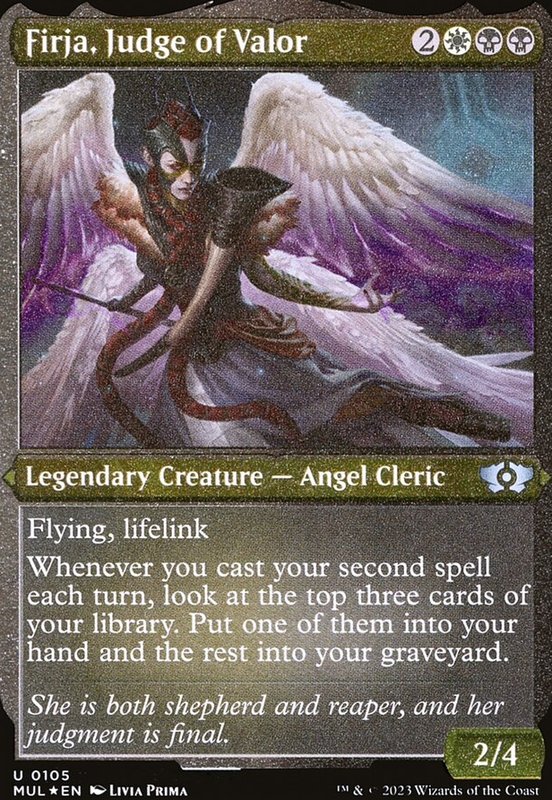 Firja, Judge of Valor 2
Legendary Creature — Angel Cleric
Flying, lifelink
Whenever you cast your second spell
each turn, look at the top three cards of
your library. Put one of them into your
hand and the rest into your graveyard.
She is both shepherd and reaper, and her
judgment is final.
2/4
U 0105
MUL★EN Livia Prima
™ & © 2023 Wizards of the Coast